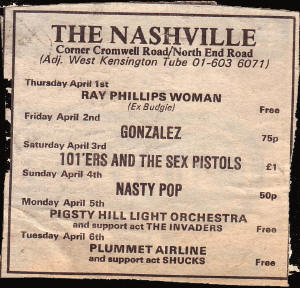 THE NASHVILLE
Corner Cromwell Road/North End Road
(Adj. West Kensington Tube 01-603 6071)
Thursday April 1st
RAY PHILLIPS WOMAN
(Ex Budgie) Free
Friday April 2nd
GONZALEZ 75p
Saturday April 3rd
101'ERS AND THE SEX PISTOLS £1
Sunday April 4th
NASTY POP 50p
Monday April 5th
PIGSTY HILL LIGHT ORCHESTRA
and support act THE INVADERS Free
Tuesday April 6th
PLUMMET AIRLINE
and support act SHUCKS Free